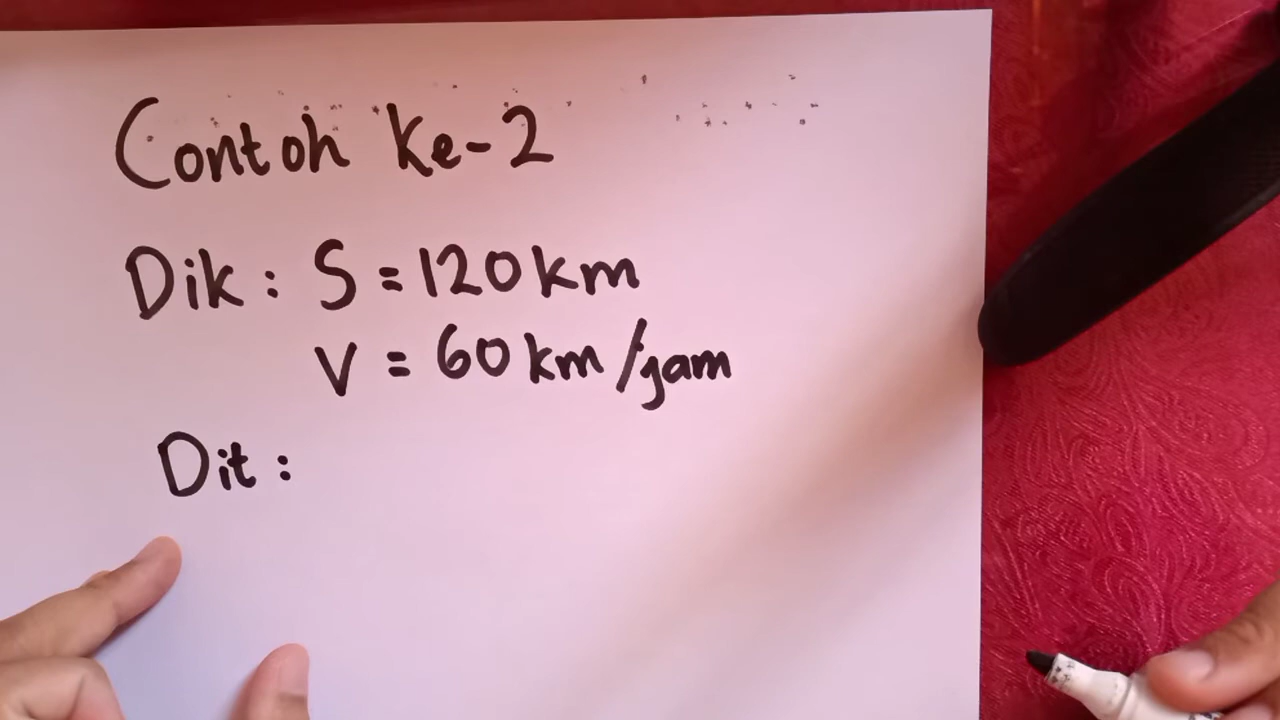 Contoh Ke-2
Dik : S = 120 km
V = 60 km/jam
Dit :